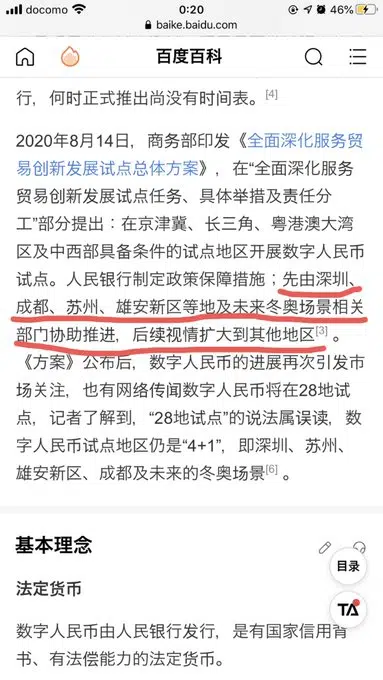 docomo 0:20 46%
baike.baidu.com
百度百科
行，何时正式推出尚没有时间表。[4]
2020年8月14日，商务部印发《全面深化服务贸
易创新发展试点总体方案》，在“全面深化服务
贸易创新发展试点任务、具体举措及责任分
工”部分提出：在京津冀、长三角、粤港澳大湾
区及中西部具备条件的试点地区开展数字人民币
试点。人民银行制定政策保障措施；先由深圳、
成都、苏州、雄安新区等地及未来冬奥场景相关
部门协助推进，后续视情扩大到其他地区[3]。
《方案》公布后，数字人民币的进展再次引发市
场关注，也有网络传闻数字人民币将在28地试
点，记者了解到，“28地试点”的说法属误读，数
字人民币试点地区仍是“4+1”，即深圳、苏州、
雄安新区、成都及未来的冬奥场景[6]。
基本理念
目录
法定货币
数字人民币由人民银行发行，是有国家信用背
书、有法偿能力的法定货币。